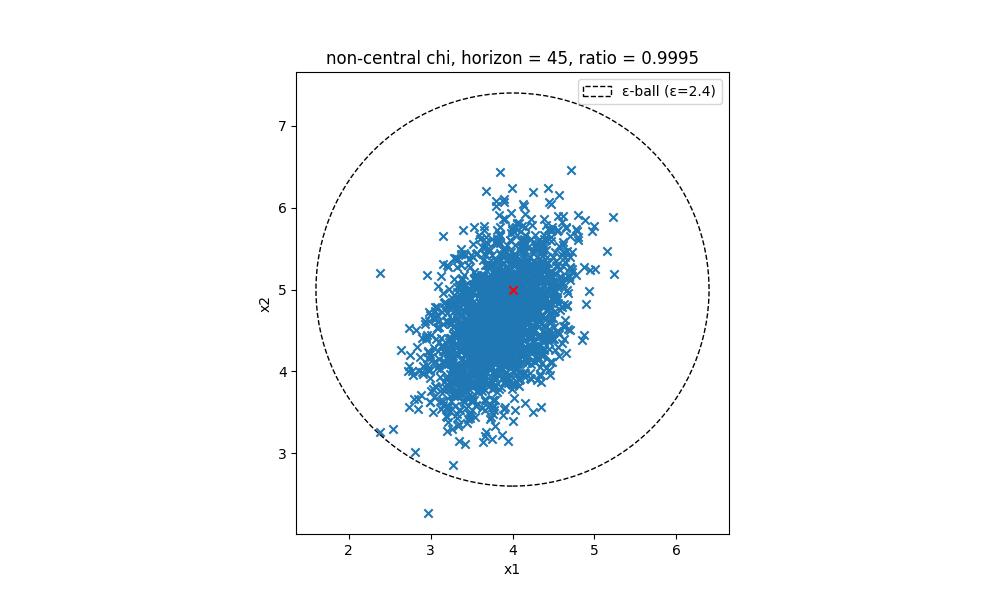 non-central chi, horizon = 45, ratio = 0.9995
ε-ball (ε=2.4)
7
6
5
4
3
x2
2 3 4 5 6
x1